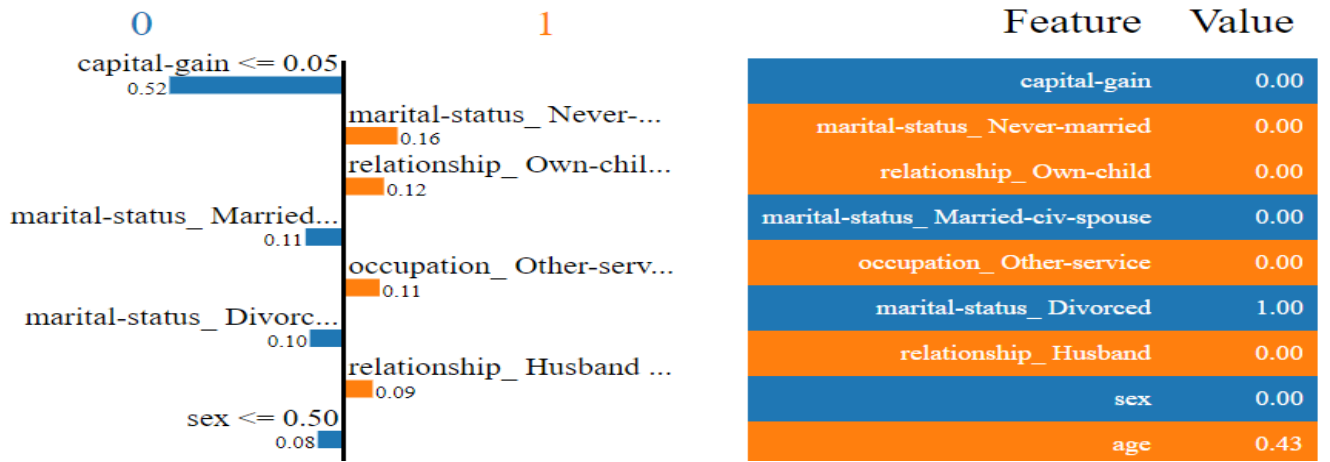 0 1
capital-gain <= 0.05
0.52
marital-status_ Never-...
0.16
relationship_ Own-chil...
0.12
marital-status_ Married...
0.11
occupation_ Other-serv...
0.11
marital-status_ Divorc...
0.10
relationship_ Husband ...
0.09
sex <= 0.50
0.08
Feature Value
capital-gain 0.00
marital-status_ Never-married 0.00
relationship_ Own-child 0.00
marital-status_ Married-civ-spouse 0.00
occupation_ Other-service 0.00
marital-status_ Divorced 1.00
relationship_ Husband 0.00
sex 0.00
age 0.43